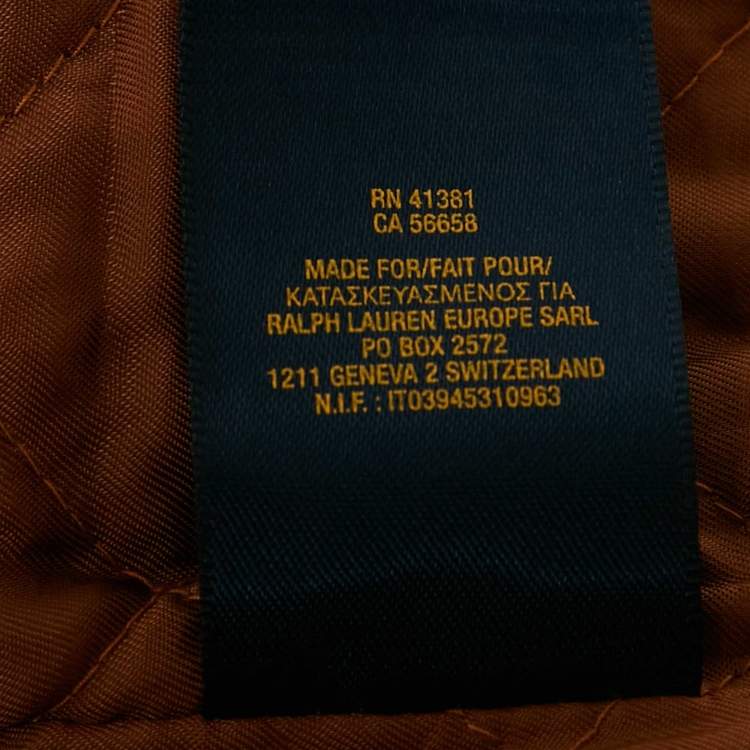 RN 41381
CA 56658
MADE FOR/FAIT POUR/
ΚΑΤΑΣΚΕΥΑΣΜΕΝΟΣ ΓΙΑ
RALPH LAUREN EUROPE SARL
PO BOX 2572
1211 GENEVA 2 SWITZERLAND
N.I.F. : IT03945310963